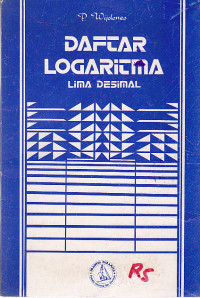 P. Wijdenes
DAFTAR
LOGARITMA
LIMA DESIMAL
RS